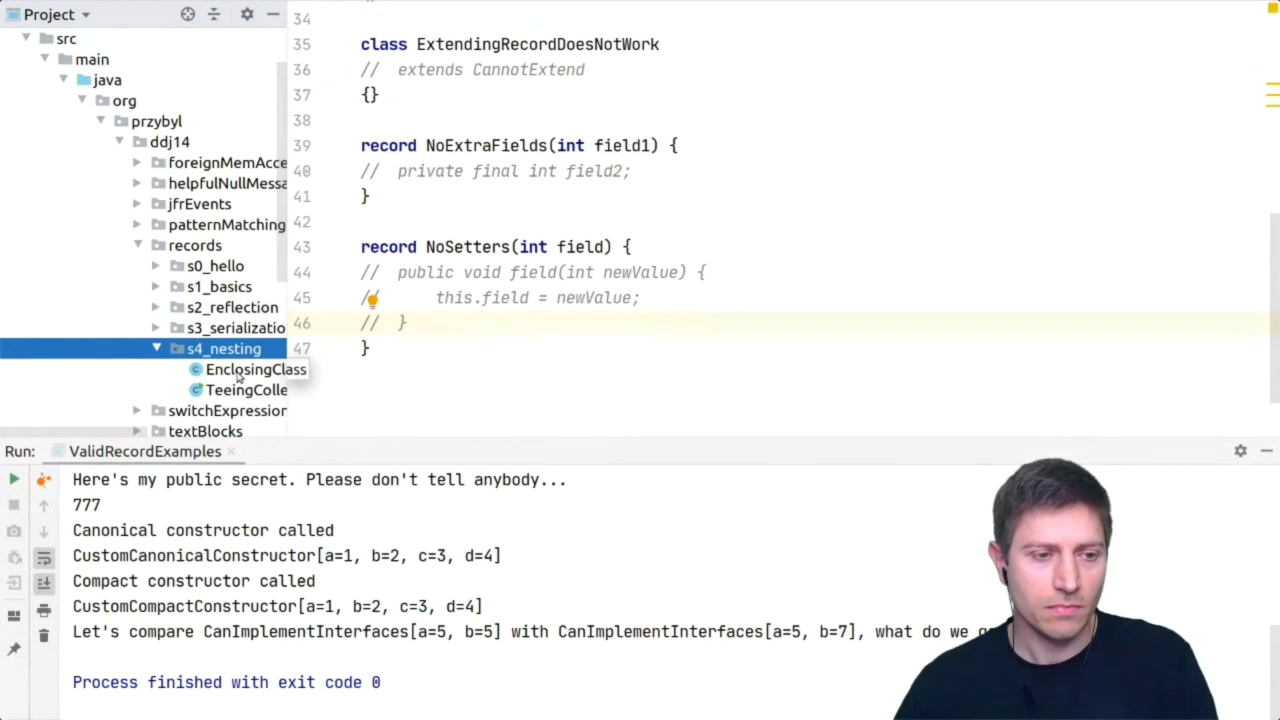 Project
src
main
java
org
przybyl
ddj14
foreignMemAcce
helpfulNullMessa
jfrEvents
patternMatching
records
s0_hello
s1_basics
s2_reflection
s3_serializatio
s4_nesting
EnclosingClass
TeeingColle
switchExpression
textBlocks
34
35 class ExtendingRecordDoesNotWork
36 // extends CannotExtend
37 {}
38
39 record NoExtraFields(int field1) {
40 // private final int field2;
41 }
42
43 record NoSetters(int field) {
44 // public void field(int newValue) {
45 // this.field = newValue;
46 // }
47 }
Run: ValidRecordExamples
Here's my public secret. Please don't tell anybody...
777
Canonical constructor called
CustomCanonicalConstructor[a=1, b=2, c=3, d=4]
Compact constructor called
CustomCompactConstructor[a=1, b=2, c=3, d=4]
Let's compare CanImplementInterfaces[a=5, b=5] with CanImplementInterfaces[a=5, b=7], what do we
Process finished with exit code 0